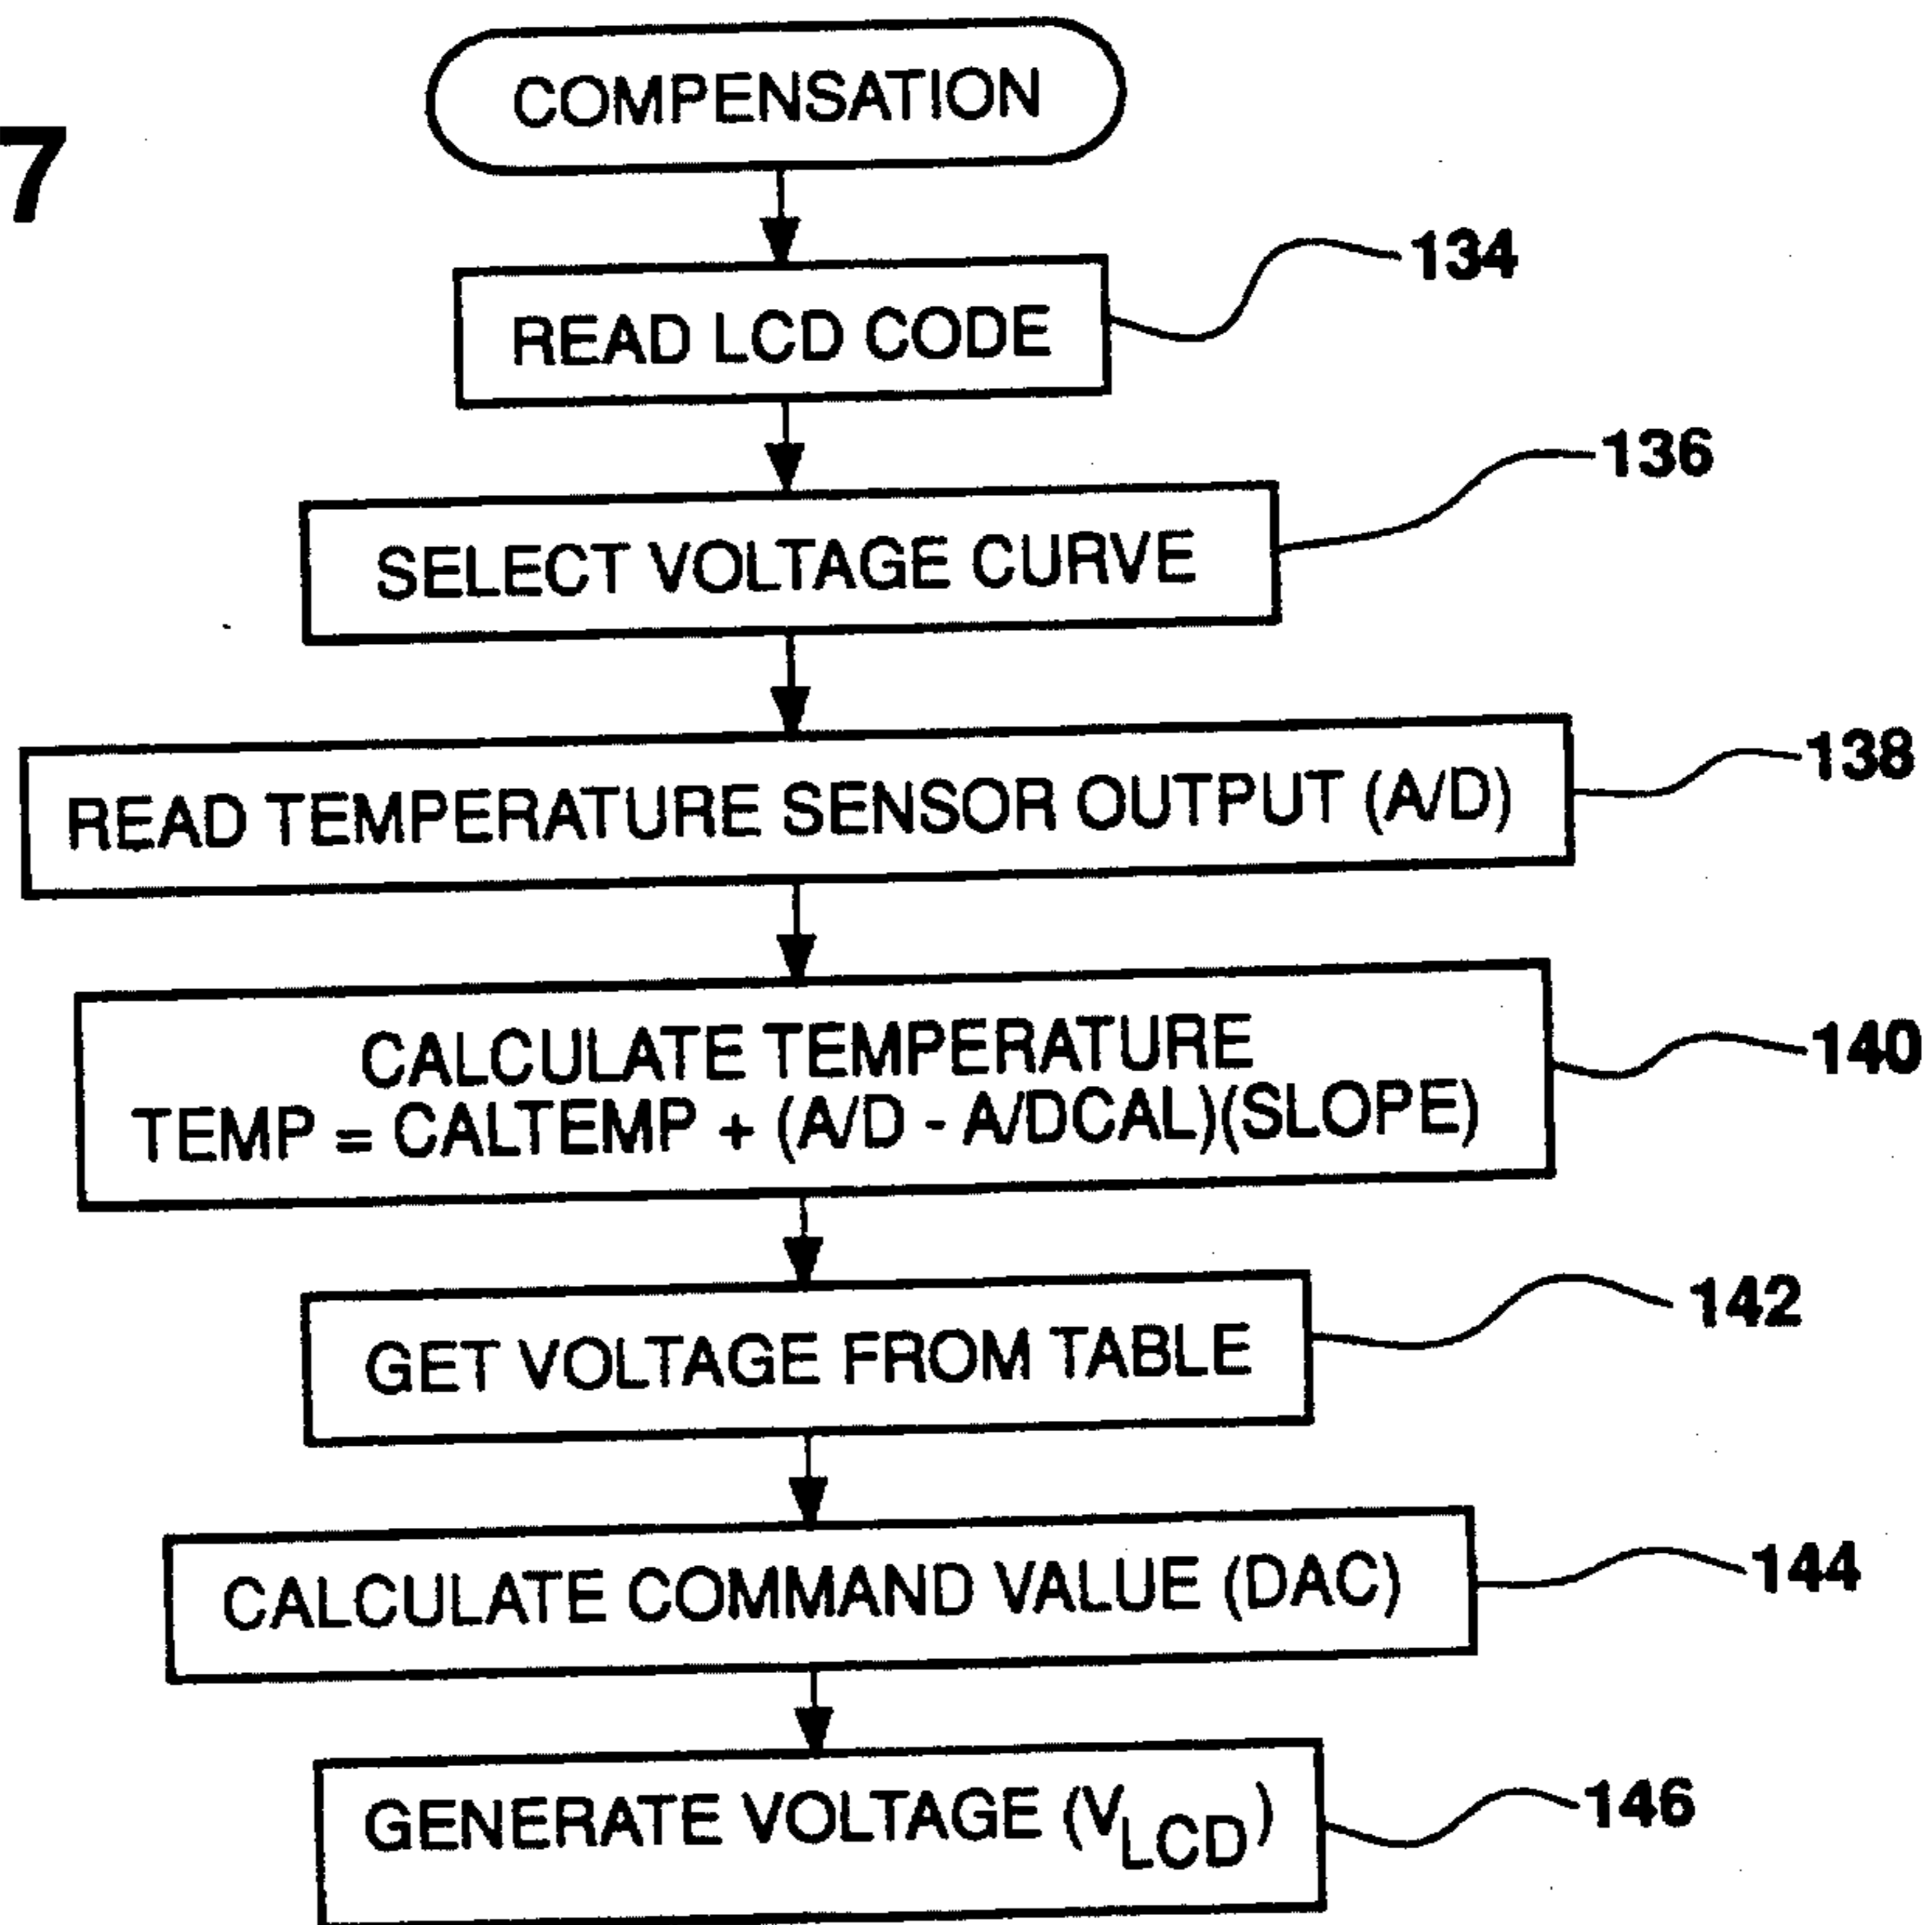 7
COMPENSATION
134
READ LCD CODE
136
SELECT VOLTAGE CURVE
138
READ TEMPERATURE SENSOR OUTPUT (A/D)
140
CALCULATE TEMPERATURE
TEMP = CALTEMP + (A/D - A/DCAL)(SLOPE)
142
GET VOLTAGE FROM TABLE
144
CALCULATE COMMAND VALUE (DAC)
146
GENERATE VOLTAGE (VLCD)